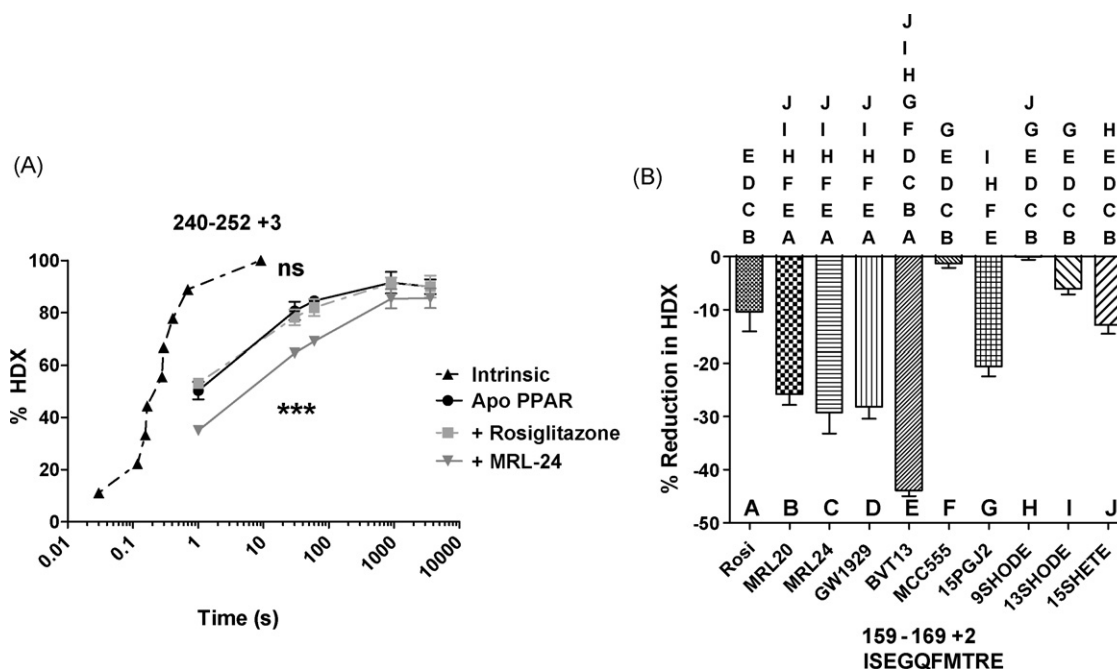 (A)
240-252 +3
ns
***
% HDX
100
80
60
40
20
0
0.01 0.1 1 10 100 1000 10000
Time (s)
Intrinsic
Apo PPAR
+ Rosiglitazone
+ MRL-24
(B)
J
I
H
J J J G J
I I I F G G G H
E H H H D E I E E E
D F F F C D H D D D
C E E E B C F C C C
B A A A A B E B B B
% Reduction in HDX
0
-10
-20
-30
-40
-50
A B C D E F G H I J
Rosi
MRL20
MRL24
GW1929
BVT13
MCC555
15PGJ2
9SHODE
13SHODE
15SHETE
159 - 169 +2
ISEGQFMTRE